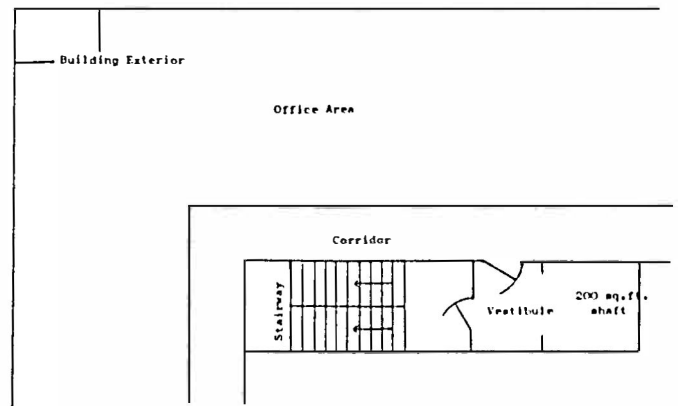 Building Exterior
Office Area
Corridor
Stairway
Vestibule
200 sq.ft.
shaft